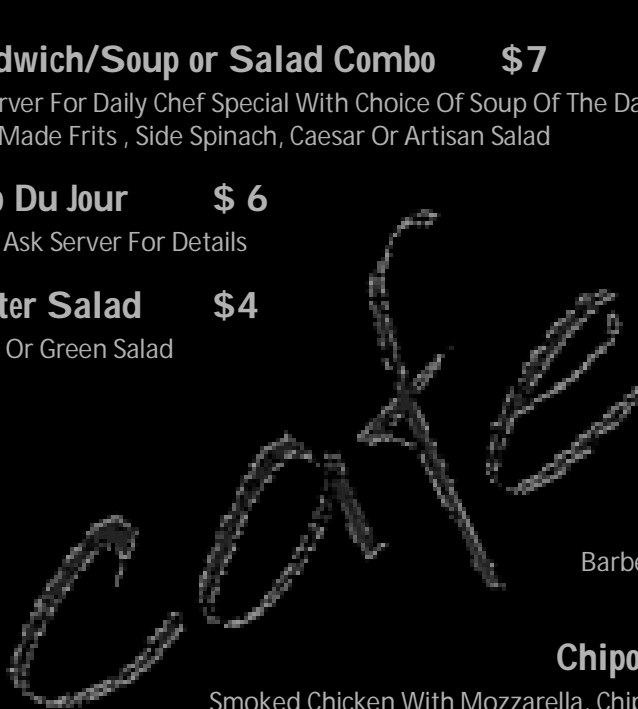 dwich/Soup or Salad Combo $7
rver For Daily Chef Special With Choice Of Soup Of The Da
Made Frits , Side Spinach, Caesar Or Artisan Salad
Du Jour $ 6
Ask Server For Details
ter Salad $4
Or Green Salad
cafe
Barbe
Chipo
Smoked Chicken With Mozzarella, Chip